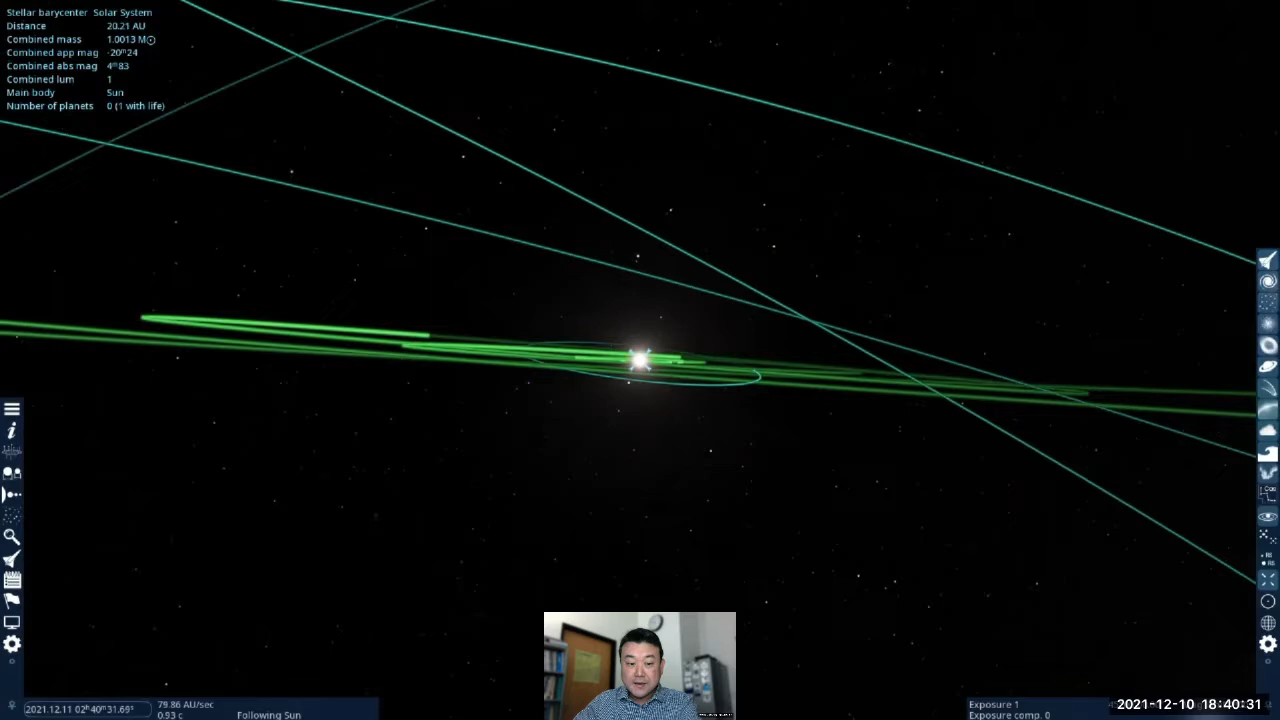 Stellar barycenter Solar System
Distance 20.21 AU
Combined mass 1.0013 M☉
Combined app mag -20ᵐ24
Combined abs mag 4ᵐ83
Combined lum 1
Main body Sun
Number of planets 0 (1 with life)
2021.12.11 02ʰ40ᵐ31.69ˢ
79.86 AU/sec
0.93 c Following Sun
Exposure 1
Exposure comp. 0
2021-12-10 18:40:31